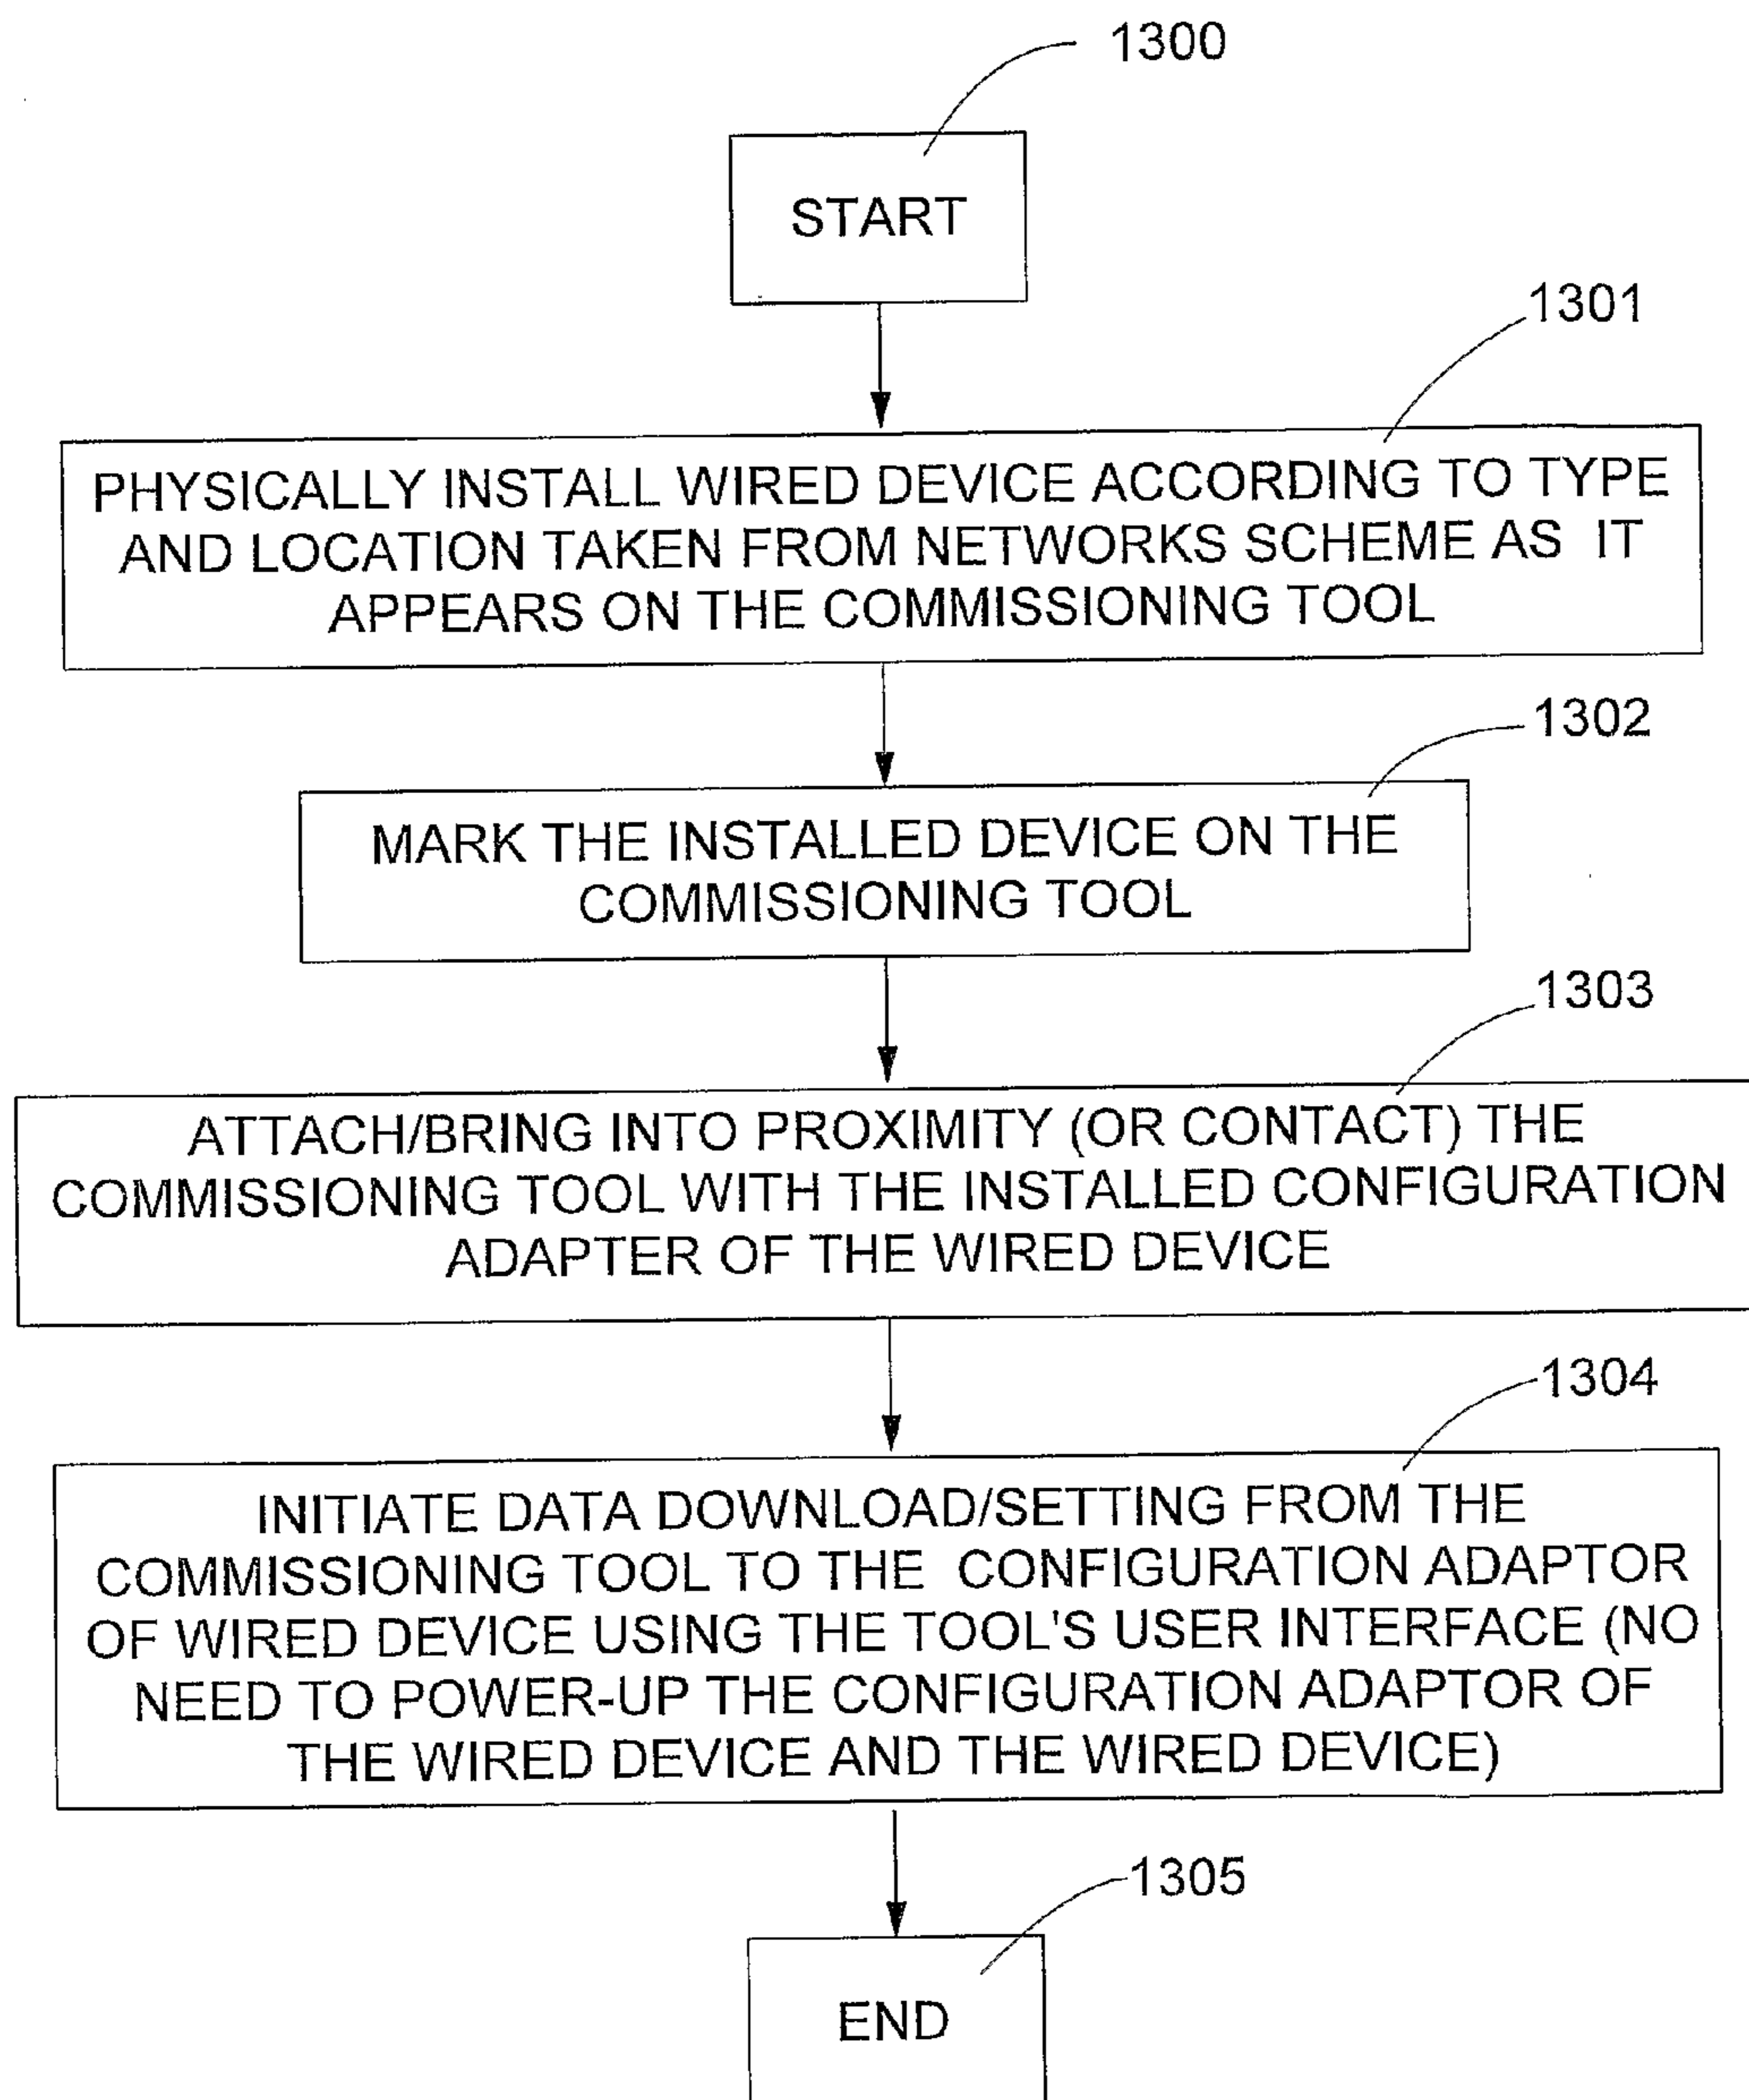 1300
START
1301
PHYSICALLY INSTALL WIRED DEVICE ACCORDING TO TYPE
AND LOCATION TAKEN FROM NETWORKS SCHEME AS IT
APPEARS ON THE COMMISSIONING TOOL
1302
MARK THE INSTALLED DEVICE ON THE
COMMISSIONING TOOL
1303
ATTACH/BRING INTO PROXIMITY (OR CONTACT) THE
COMMISSIONING TOOL WITH THE INSTALLED CONFIGURATION
ADAPTER OF THE WIRED DEVICE
1304
INITIATE DATA DOWNLOAD/SETTING FROM THE
COMMISSIONING TOOL TO THE CONFIGURATION ADAPTOR
OF WIRED DEVICE USING THE TOOL'S USER INTERFACE (NO
NEED TO POWER-UP THE CONFIGURATION ADAPTOR OF
THE WIRED DEVICE AND THE WIRED DEVICE)
1305
END